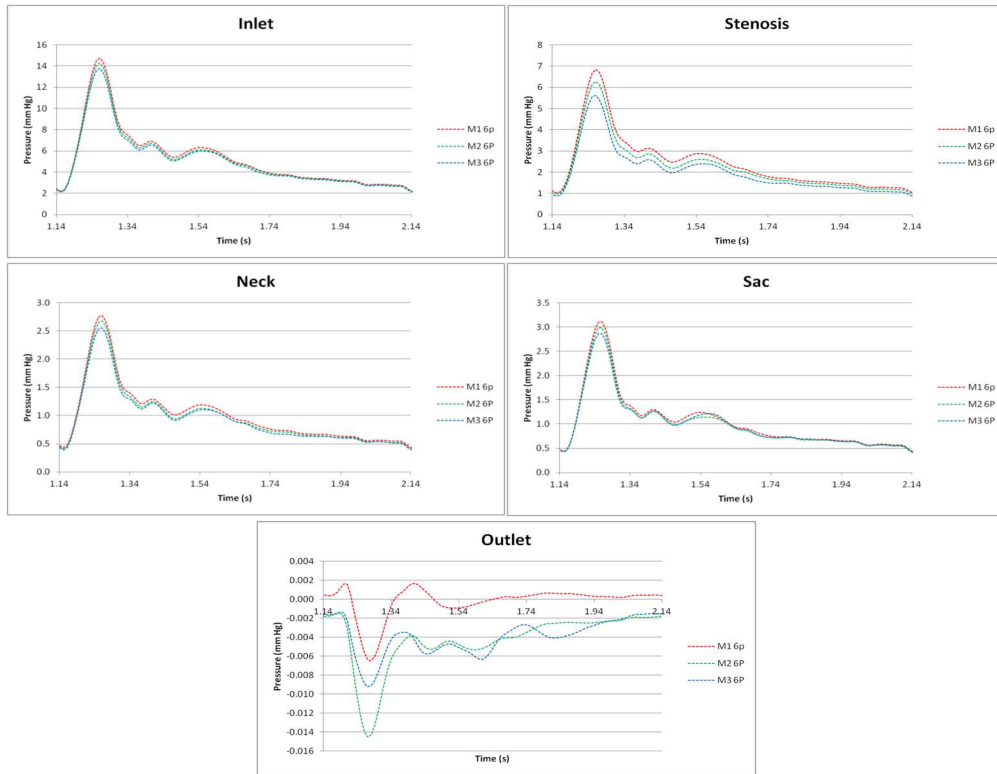 Inlet
Pressure (mm Hg)
16
14
12
10
8
6
4
2
0
1.14 1.34 1.54 1.74 1.94 2.14
Time (s)
M1 6p
M2 6P
M3 6P
Stenosis
Pressure (mm Hg)
8
7
6
5
4
3
2
1
0
1.14 1.34 1.54 1.74 1.94 2.14
Time (s)
M1 6p
M2 6P
M3 6P
Neck
Pressure (mm Hg)
3.0
2.5
2.0
1.5
1.0
0.5
0.0
1.14 1.34 1.54 1.74 1.94 2.14
Time (s)
M1 6p
M2 6P
M3 6P
Sac
Pressure (mm Hg)
3.5
3.0
2.5
2.0
1.5
1.0
0.5
0.0
1.14 1.34 1.54 1.74 1.94 2.14
Time (s)
M1 6p
M2 6P
M3 6P
Outlet
Pressure (mm Hg)
0.004
0.002
0.000
-0.002
-0.004
-0.006
-0.008
-0.010
-0.012
-0.014
-0.016
1.14 1.34 1.54 1.74 1.94 2.14
Time (s)
M1 6p
M2 6P
M3 6P